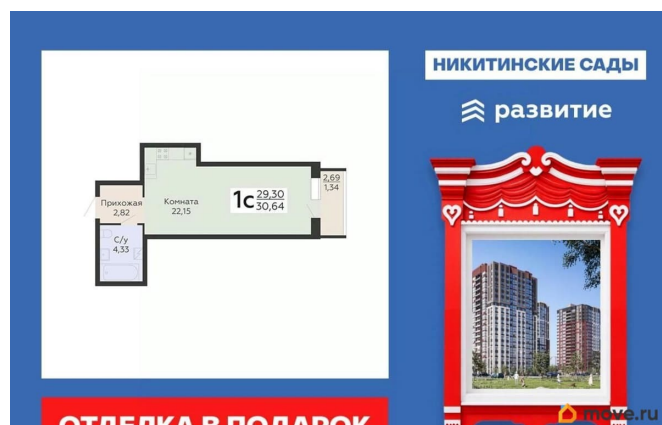 НИКИТИНСКИЕ САДЫ
развитие
Прихожая
2,82
Комната
22,15
1с
29,30
30,64
2,69
1,34
С/у
4,33
ОТДЕЛКА В ПОДАРОК
move.ru